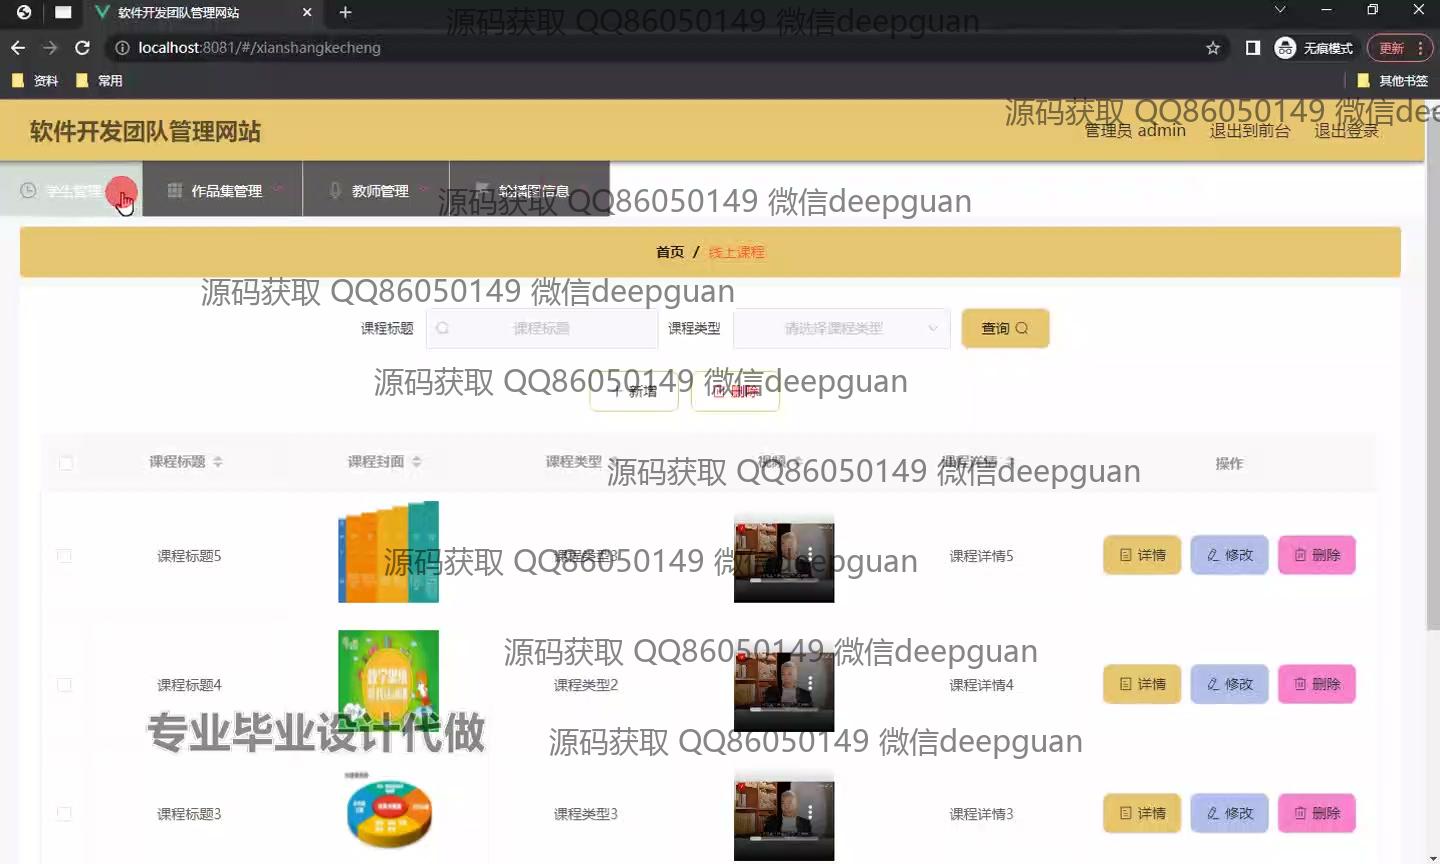 软件开发团队管理网站
源码获取 QQ86050149 微信deepguan
localhost:8081/#/xianshangkecheng
无痕模式
更新
资料
常用
其他书签
源码获取 QQ86050149 微信dee
软件开发团队管理网站
管理员 admin
退出到前台
退出登录
学生管理
作品集管理
教师管理
轮播图信息
源码获取 QQ86050149 微信deepguan
首页 / 线上课程
源码获取 QQ86050149 微信deepguan
课程标题
课程标题
课程类型
请选择课程类型
查询
源码获取 QQ86050149 微信deepguan
+ 新增
删除
课程标题
课程封面
课程类型
视频
课程详情
操作
源码获取 QQ86050149 微信deepguan
课程标题5
课程类型3
课程详情5
详情
修改
删除
源码获取 QQ86050149 微信deepguan
源码获取 QQ86050149 微信deepguan
课程标题4
课程类型2
课程详情4
详情
修改
删除
专业毕业设计代做
源码获取 QQ86050149 微信deepguan
课程标题3
课程类型3
课程详情3
详情
修改
删除